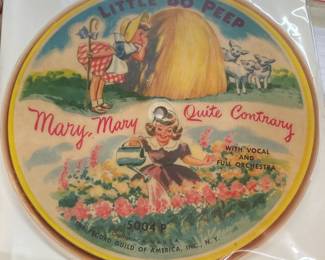 LITTLE BO PEEP
Mary, Mary Quite Contrary
WITH VOCAL
AND
FULL ORCHESTRA
5004 P
RECORD GUILD OF AMERICA, INC., N. Y.